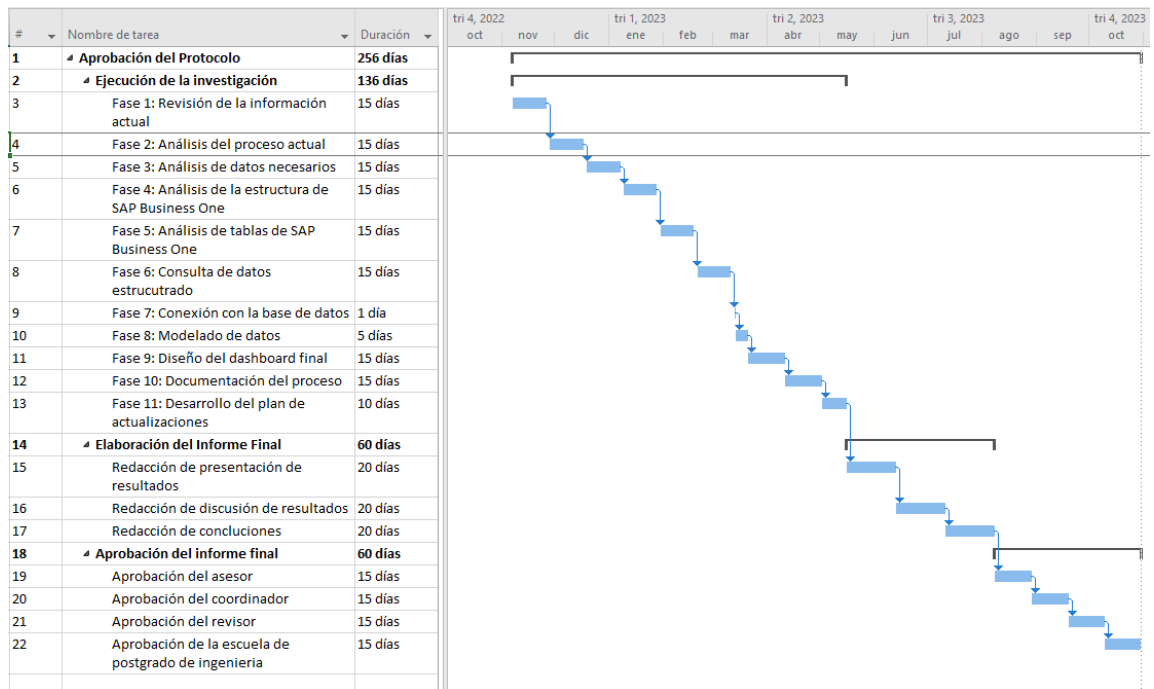 tri 4, 2022 tri 1, 2023 tri 2, 2023 tri 3, 2023 tri 4, 2023
# Nombre de tarea Duración oct nov dic ene feb mar abr may jun jul ago sep oct
1 Aprobación del Protocolo 256 días
2 Ejecución de la investigación 136 días
3 Fase 1: Revisión de la información 15 días
actual
4 Fase 2: Análisis del proceso actual 15 días
5 Fase 3: Análisis de datos necesarios 15 días
6 Fase 4: Análisis de la estructura de 15 días
SAP Business One
7 Fase 5: Análisis de tablas de SAP 15 días
Business One
8 Fase 6: Consulta de datos 15 días
estrucutrado
9 Fase 7: Conexión con la base de datos 1 día
10 Fase 8: Modelado de datos 5 días
11 Fase 9: Diseño del dashboard final 15 días
12 Fase 10: Documentación del proceso 15 días
13 Fase 11: Desarrollo del plan de 10 días
actualizaciones
14 Elaboración del Informe Final 60 días
15 Redacción de presentación de 20 días
resultados
16 Redacción de discusión de resultados 20 días
17 Redacción de concluciones 20 días
18 Aprobación del informe final 60 días
19 Aprobación del asesor 15 días
20 Aprobación del coordinador 15 días
21 Aprobación del revisor 15 días
22 Aprobación de la escuela de 15 días
postgrado de ingenieria